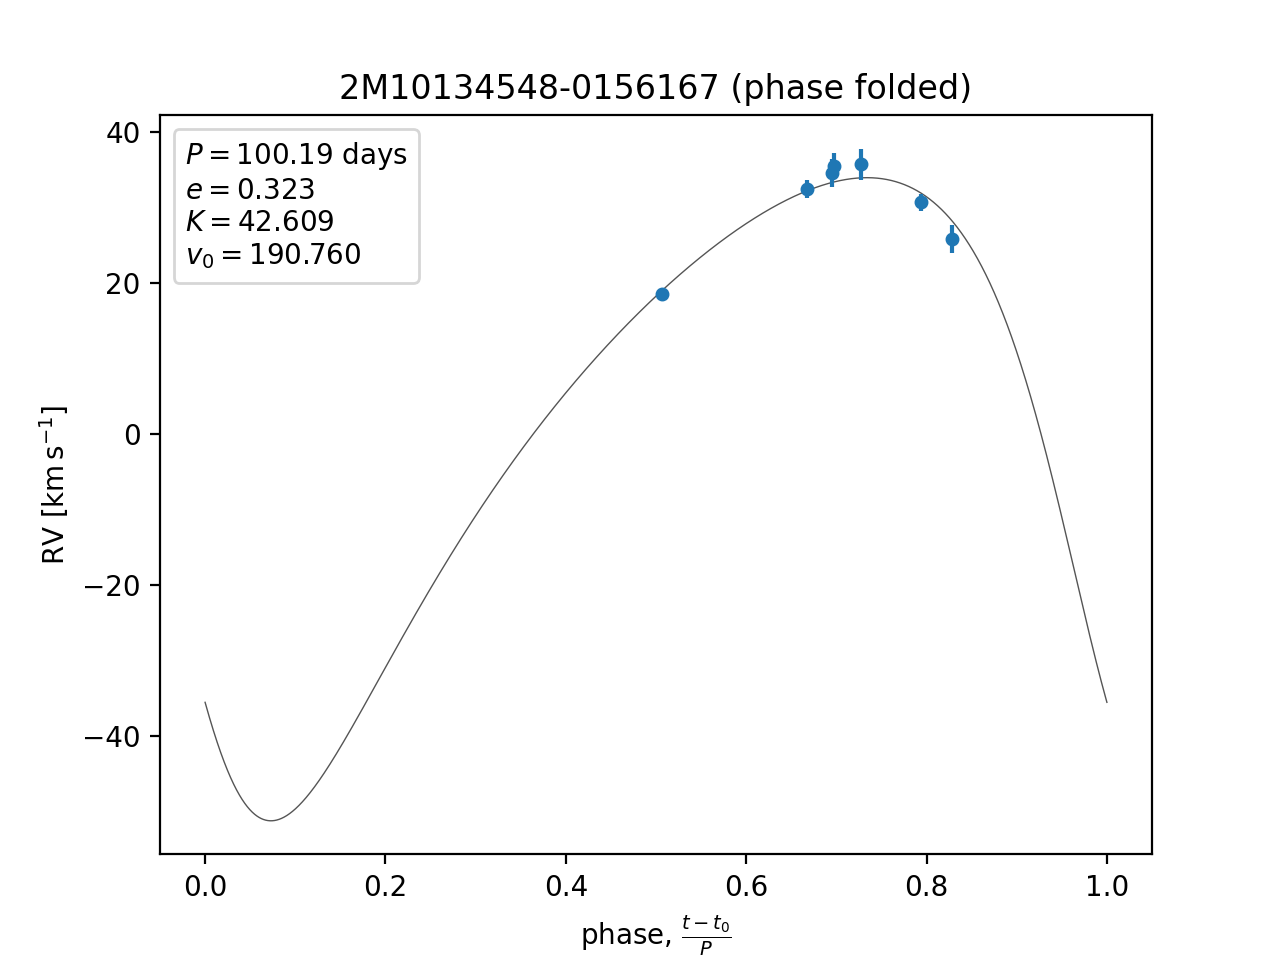 2M10134548-0156167 (phase folded)
P = 100.19 days
e = 0.323
K = 42.609
v₀ = 190.760
40
20
0
−20
−40
RV [km s⁻¹]
0.0 0.2 0.4 0.6 0.8 1.0
phase, (t − t₀)/P